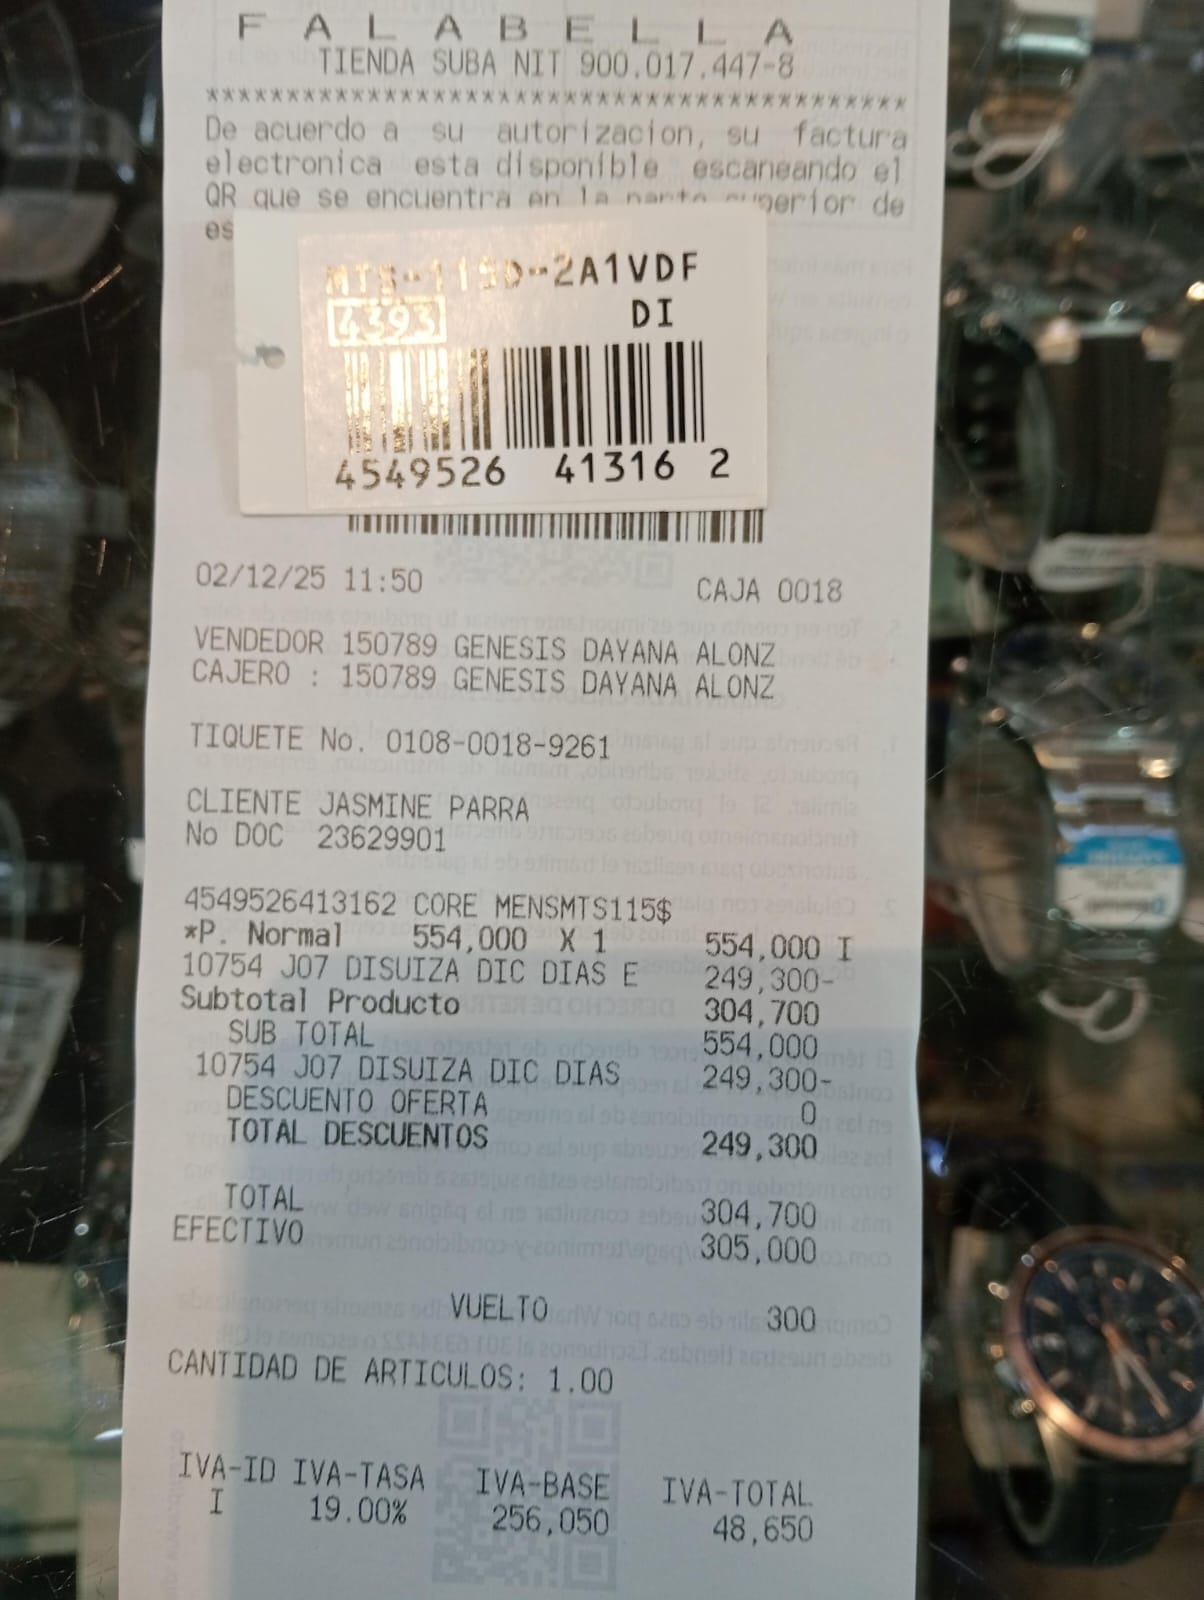 F A L A B E L L A
TIENDA SUBA NIT 900.017.447-8
********************************************
De acuerdo a su autorizacion, su factura
electronica esta disponible escaneando el
QR que se encuentra en la parte superior de
es
MTS-115D-2A1VDF
4393 DI
4549526 41316 2
02/12/25 11:50 CAJA 0018
VENDEDOR 150789 GENESIS DAYANA ALONZ
CAJERO : 150789 GENESIS DAYANA ALONZ
TIQUETE No. 0108-0018-9261
CLIENTE JASMINE PARRA
No DOC 23629901
4549526413162 CORE MENSMTS115$
*P. Normal 554,000 X 1 554,000 I
10754 J07 DISUIZA DIC DIAS E 249,300-
Subtotal Producto 304,700
SUB TOTAL 554,000
10754 J07 DISUIZA DIC DIAS 249,300-
DESCUENTO OFERTA 0
TOTAL DESCUENTOS 249,300
TOTAL 304,700
EFECTIVO 305,000
VUELTO 300
CANTIDAD DE ARTICULOS: 1.00
IVA-ID IVA-TASA IVA-BASE IVA-TOTAL
I 19.00% 256,050 48,650